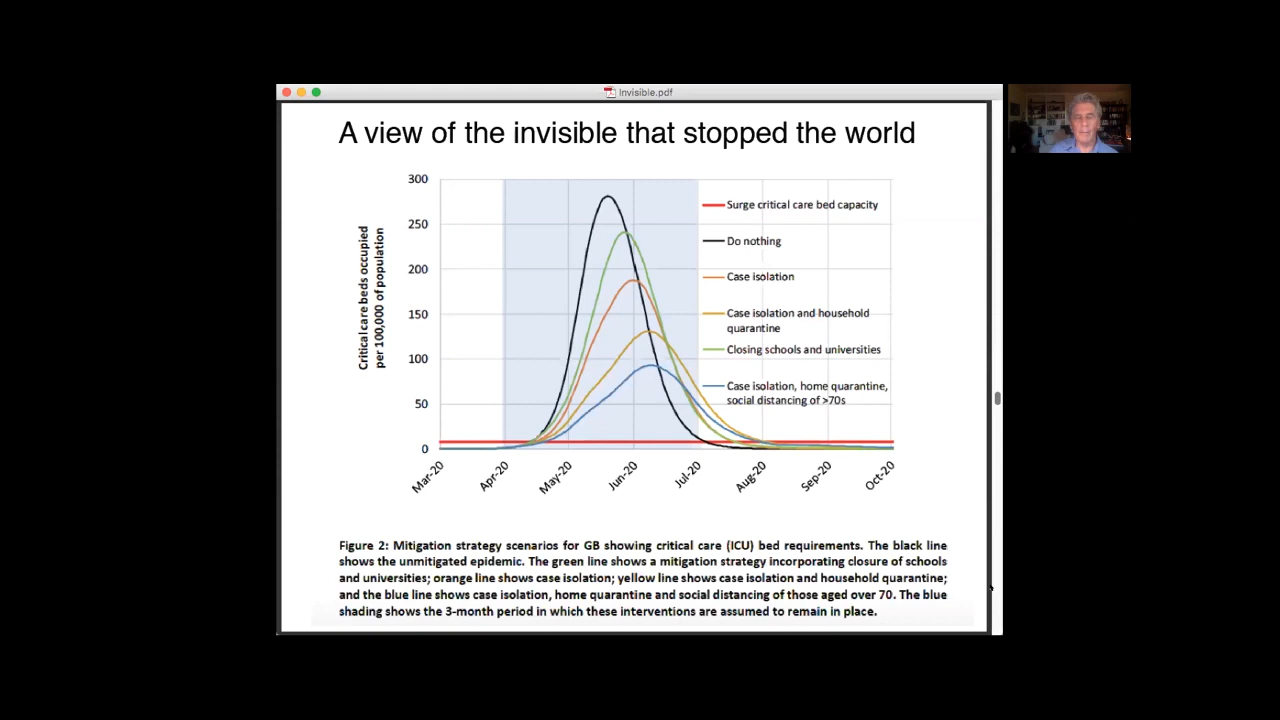 Invisible.pdf
A view of the invisible that stopped the world
Critical care beds occupied
per 100,000 of population
300
250
200
150
100
50
0
Surge critical care bed capacity
Do nothing
Case isolation
Case isolation and household
quarantine
Closing schools and universities
Case isolation, home quarantine,
social distancing of >70s
Mar-20
Apr-20
May-20
Jun-20
Jul-20
Aug-20
Sep-20
Oct-20
Figure 2: Mitigation strategy scenarios for GB showing critical care (ICU) bed requirements. The black line
shows the unmitigated epidemic. The green line shows a mitigation strategy incorporating closure of schools
and universities; orange line shows case isolation; yellow line shows case isolation and household quarantine;
and the blue line shows case isolation, home quarantine and social distancing of those aged over 70. The blue
shading shows the 3-month period in which these interventions are assumed to remain in place.